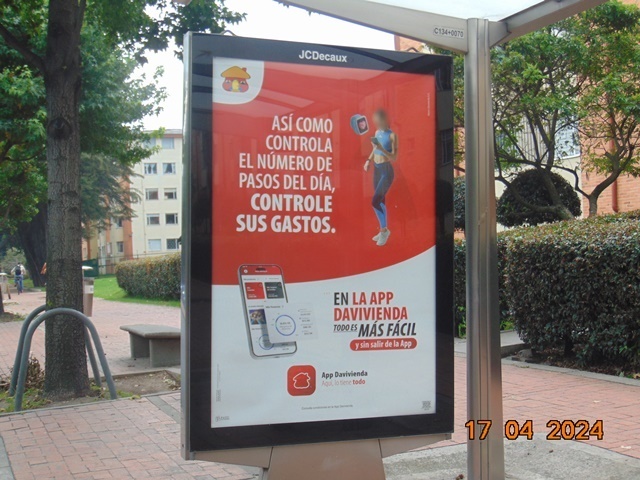 C134+0070
JCDecaux
ASÍ COMO
CONTROLA
EL NÚMERO DE
PASOS DEL DÍA,
CONTROLE
SUS GASTOS.
EN LA APP
DAVIVIENDA
TODO ES MÁS FÁCIL
y sin salir de la App
App Davivienda
Aquí, lo tiene todo
17 04 2024